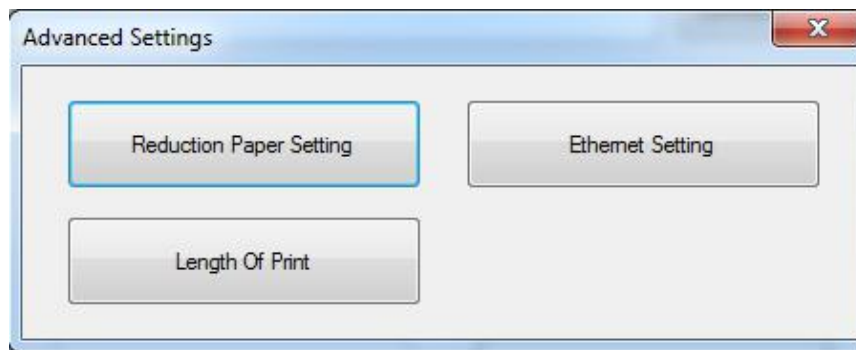 Advanced Settings
Reduction Paper Setting
Ethernet Setting
Length Of Print